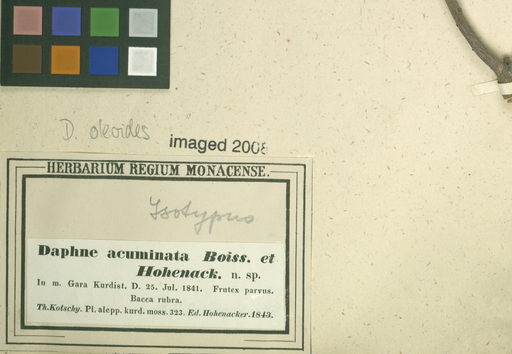 D. oleoides
imaged 2008
HERBARIUM REGIUM MONACENSE.
Isotypus
Daphne acuminata Boiss. et
Hohenack. n. sp.
In m. Gara Kurdist. D. 25. Jul. 1841. Frutex parvus.
Bacca rubra.
Th. Kotschy. Pl. alepp. kurd. moss. 323. Ed. Hohenacker. 1843.